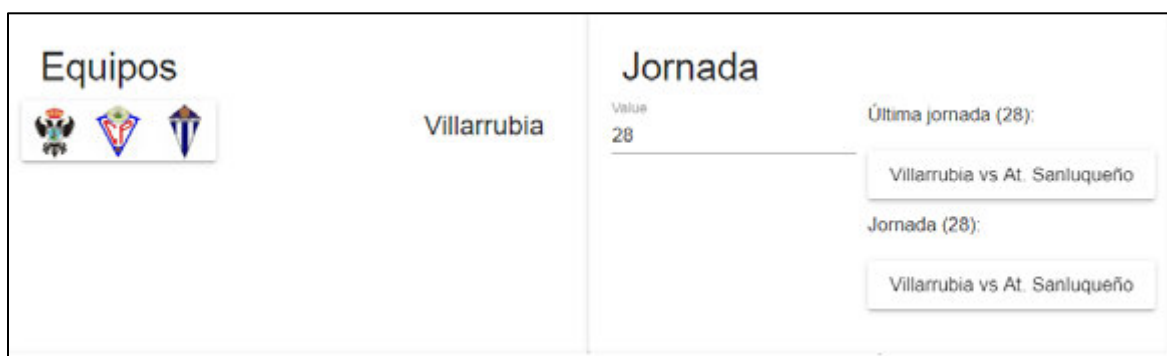 Equipos
Villarrubia
Jornada
Value
28
Última jornada (28):
Villarrubia vs At. Sanluqueño
Jornada (28):
Villarrubia vs At. Sanluqueño